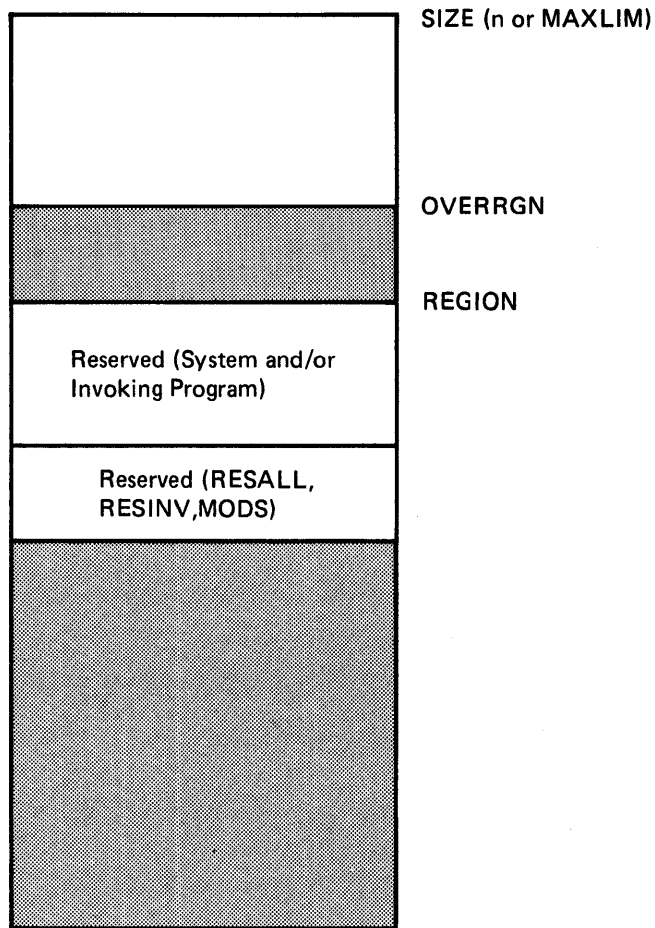 SIZE (n or MAXLIM)
OVERRGN
REGION
Reserved (System and/or
Invoking Program)
Reserved (RESALL,
RESINV,MODS)